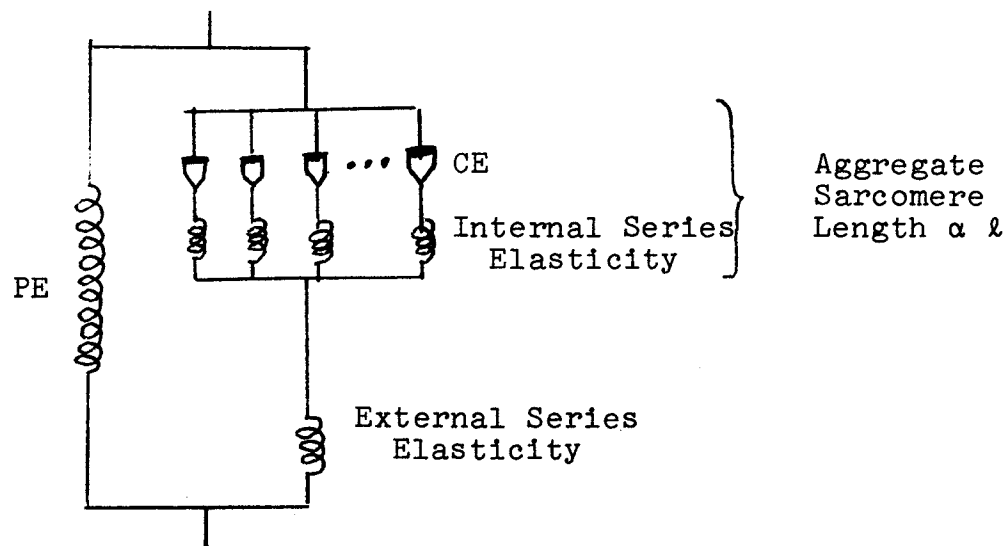 CE
Internal Series
Elasticity
Aggregate
Sarcomere
Length α ℓ
PE
External Series
Elasticity